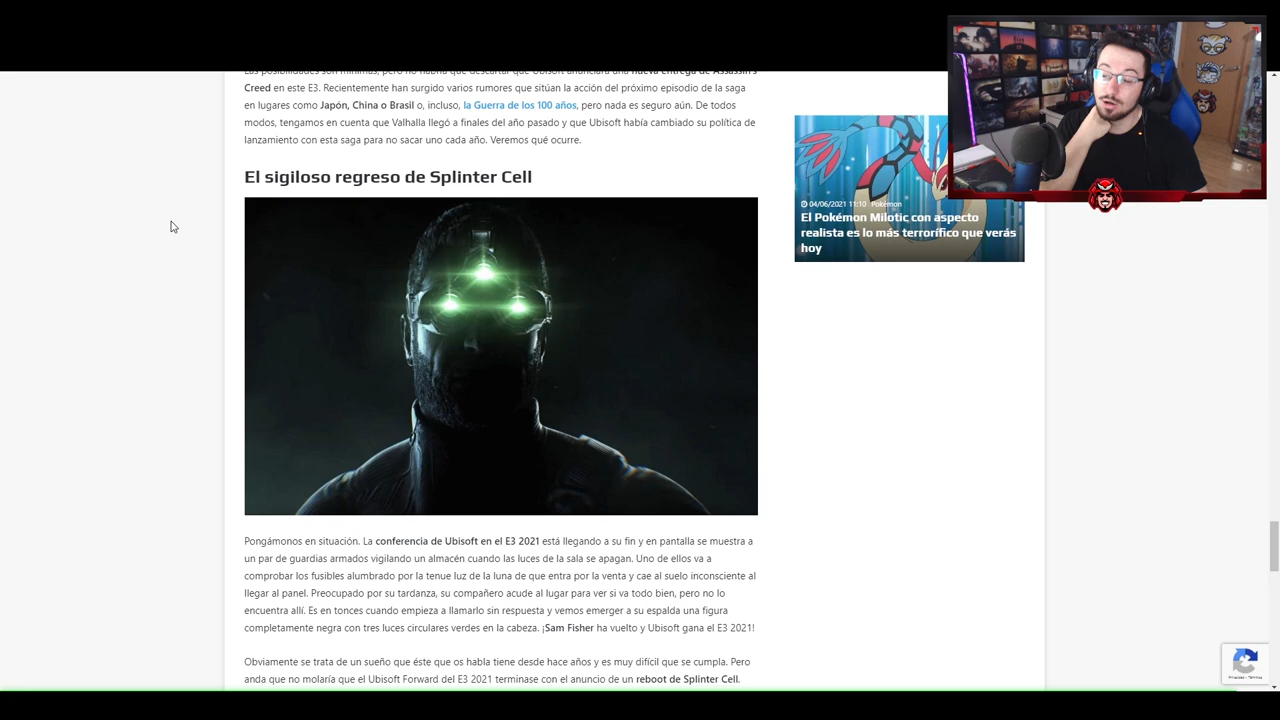 Las posibilidades son mínimas, pero no habría que descartar que Ubisoft anunciara una nueva entrega de Assassin's
Creed en este E3. Recientemente han surgido varios rumores que sitúan la acción del próximo episodio de la saga
en lugares como Japón, China o Brasil o, incluso, la Guerra de los 100 años, pero nada es seguro aún. De todos
modos, tengamos en cuenta que Valhalla llegó a finales del año pasado y que Ubisoft había cambiado su política de
lanzamiento con esta saga para no sacar uno cada año. Veremos qué ocurre.
El sigiloso regreso de Splinter Cell
Pongámonos en situación. La conferencia de Ubisoft en el E3 2021 está llegando a su fin y en pantalla se muestra a
un par de guardias armados vigilando un almacén cuando las luces de la sala se apagan. Uno de ellos va a
comprobar los fusibles alumbrado por la tenue luz de la luna de que entra por la venta y cae al suelo inconsciente al
llegar al panel. Preocupado por su tardanza, su compañero acude al lugar para ver si va todo bien, pero no lo
encuentra allí. Es en tonces cuando empieza a llamarlo sin respuesta y vemos emerger a su espalda una figura
completamente negra con tres luces circulares verdes en la cabeza. ¡Sam Fisher ha vuelto y Ubisoft gana el E3 2021!
Obviamente se trata de un sueño que éste que os habla tiene desde hace años y es muy difícil que se cumpla. Pero
anda que no molaría que el Ubisoft Forward del E3 2021 terminase con el anuncio de un reboot de Splinter Cell.
04/06/2021 11:10 Pokémon
El Pokémon Milotic con aspecto
realista es lo más terrorífico que verás
hoy
Privacidad - Términos